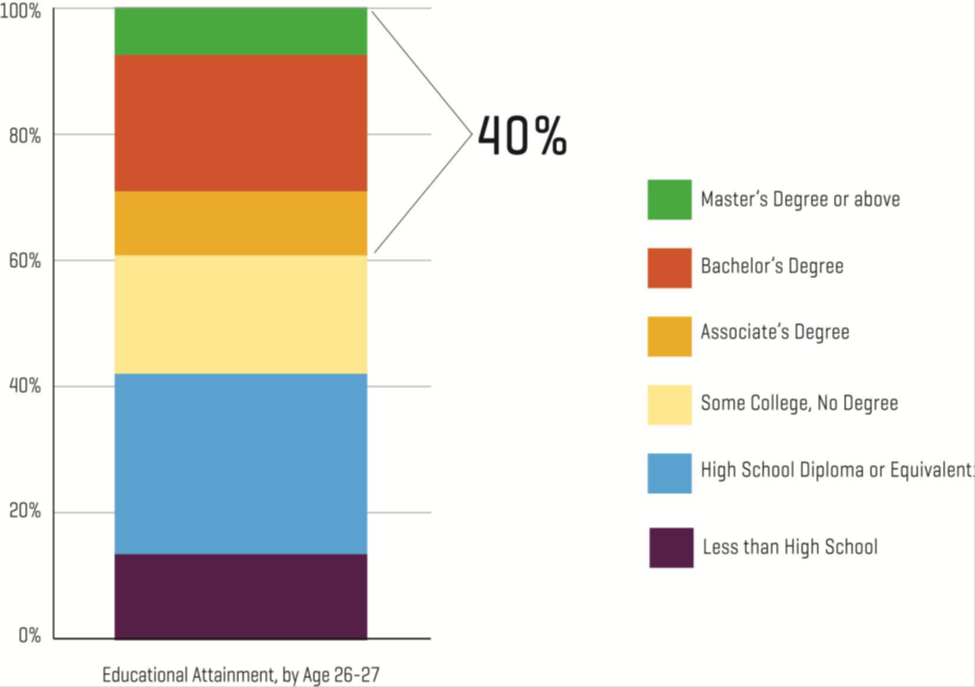 100%
80%
60%
40%
20%
0%
40%
Master's Degree or above
Bachelor's Degree
Associate's Degree
Some College, No Degree
High School Diploma or Equivalent
Less than High School
Educational Attainment, by Age 26-27